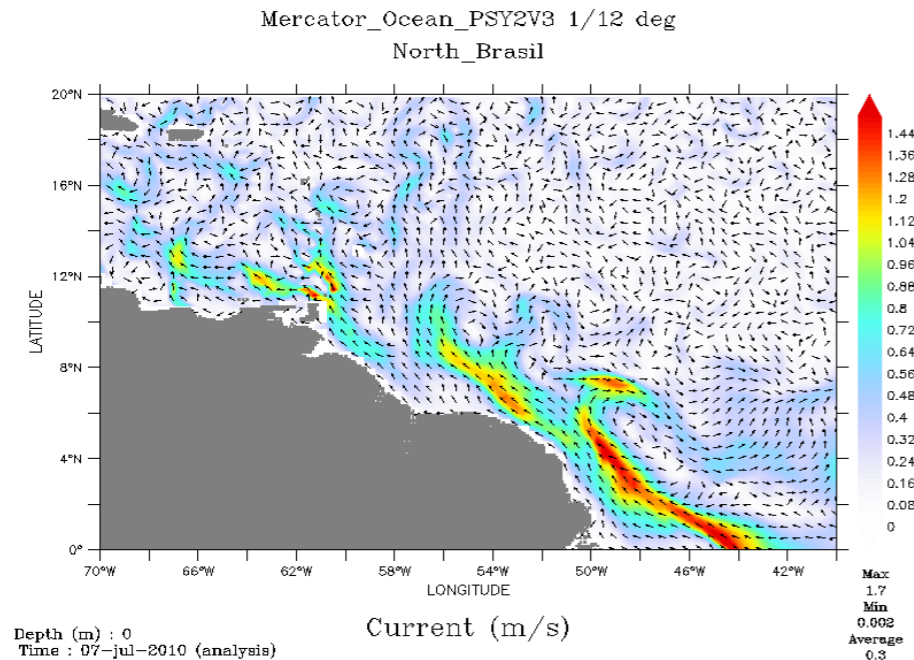 Mercator_Ocean_PSY2V3 1/12 deg
North_Brasil
20°N
16°N
12°N
8°N
4°N
0°
LATITUDE
70°W 66°W 62°W 58°W 54°W 50°W 46°W 42°W
LONGITUDE
1.44
1.36
1.28
1.2
1.12
1.04
0.96
0.88
0.8
0.72
0.64
0.56
0.48
0.4
0.32
0.24
0.16
0.08
0
Max
1.7
Min
0.002
Average
0.3
Current (m/s)
Depth (m) : 0
Time : 07-jul-2010 (analysis)